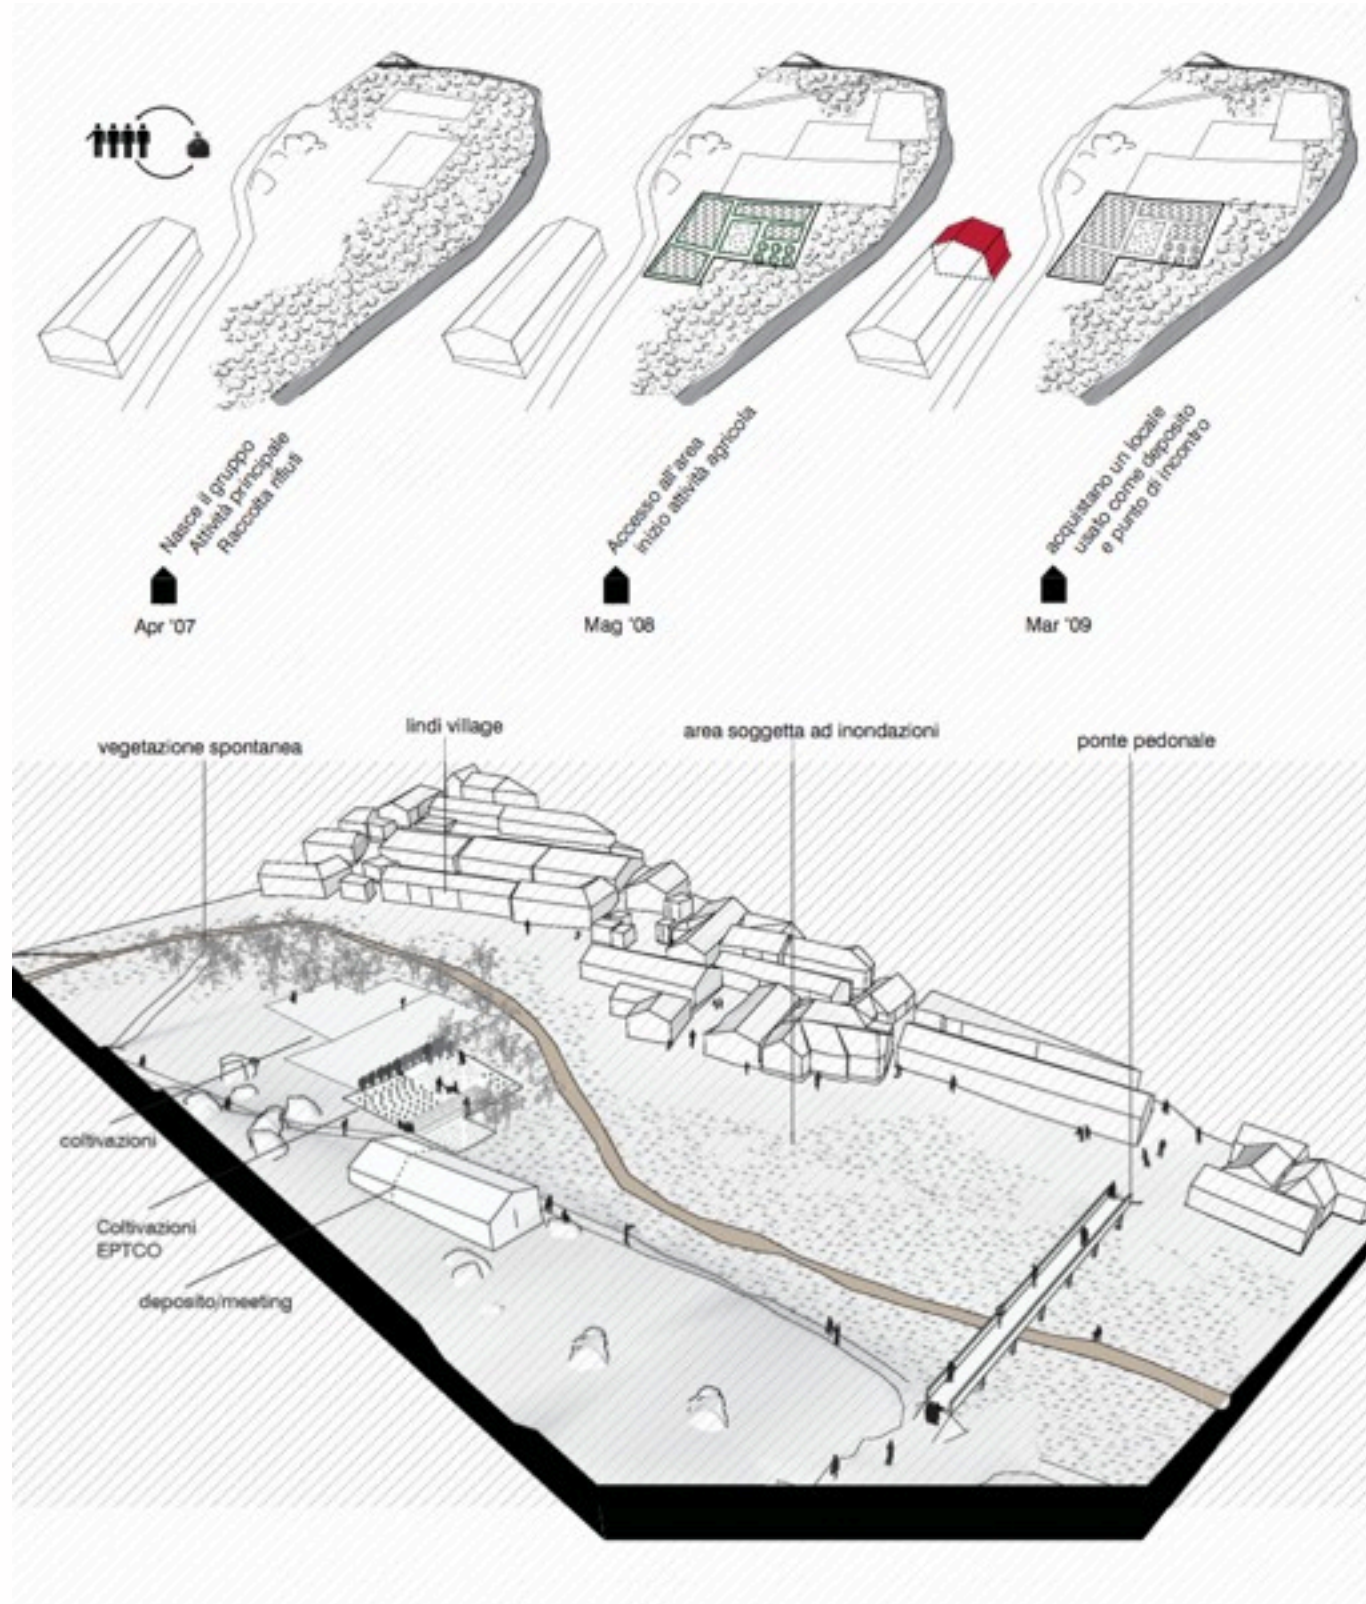 Nasce il gruppo
Attività principale
Raccolta rifiuti
Apr '07
Accesso all'area
inizio attività agricola
Mag '08
acquistano un locale
usato come deposito
e punto di incontro
Mar '09
vegetazione spontanea
lindi village
area soggetta ad inondazioni
ponte pedonale
coltivazioni
Coltivazioni
EPTCO
deposito/meeting